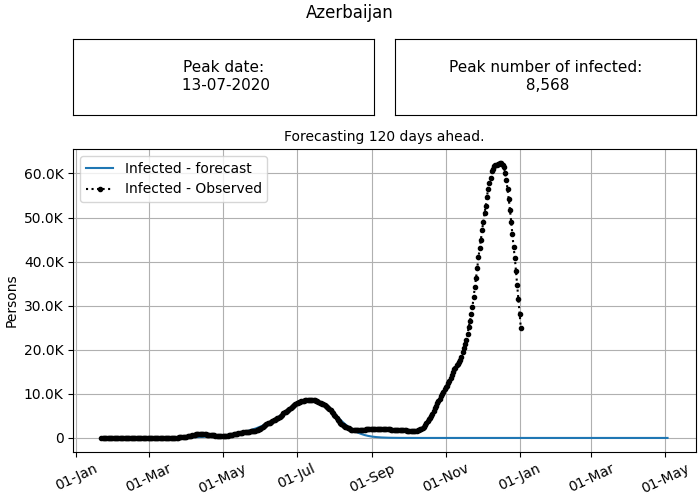 Azerbaijan
Peak date:
13-07-2020
Peak number of infected:
8,568
Forecasting 120 days ahead.
Infected - forecast
Infected - Observed
Persons
60.0K
50.0K
40.0K
30.0K
20.0K
10.0K
0
01-Jan
01-Mar
01-May
01-Jul
01-Sep
01-Nov
01-Jan
01-Mar
01-May